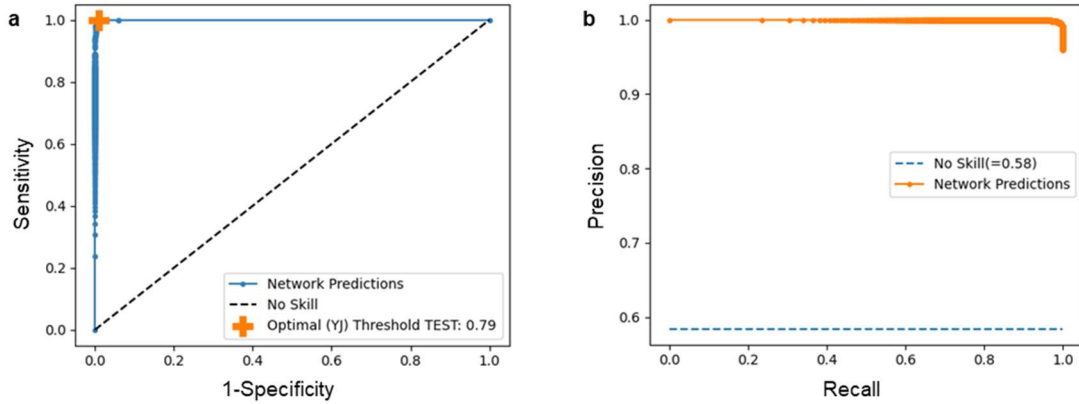 a
1.0
0.8
0.6
0.4
0.2
0.0
Sensitivity
Network Predictions
No Skill
Optimal (YJ) Threshold TEST: 0.79
0.0 0.2 0.4 0.6 0.8 1.0
1-Specificity
b
1.0
0.9
0.8
0.7
0.6
Precision
No Skill(=0.58)
Network Predictions
0.0 0.2 0.4 0.6 0.8 1.0
Recall